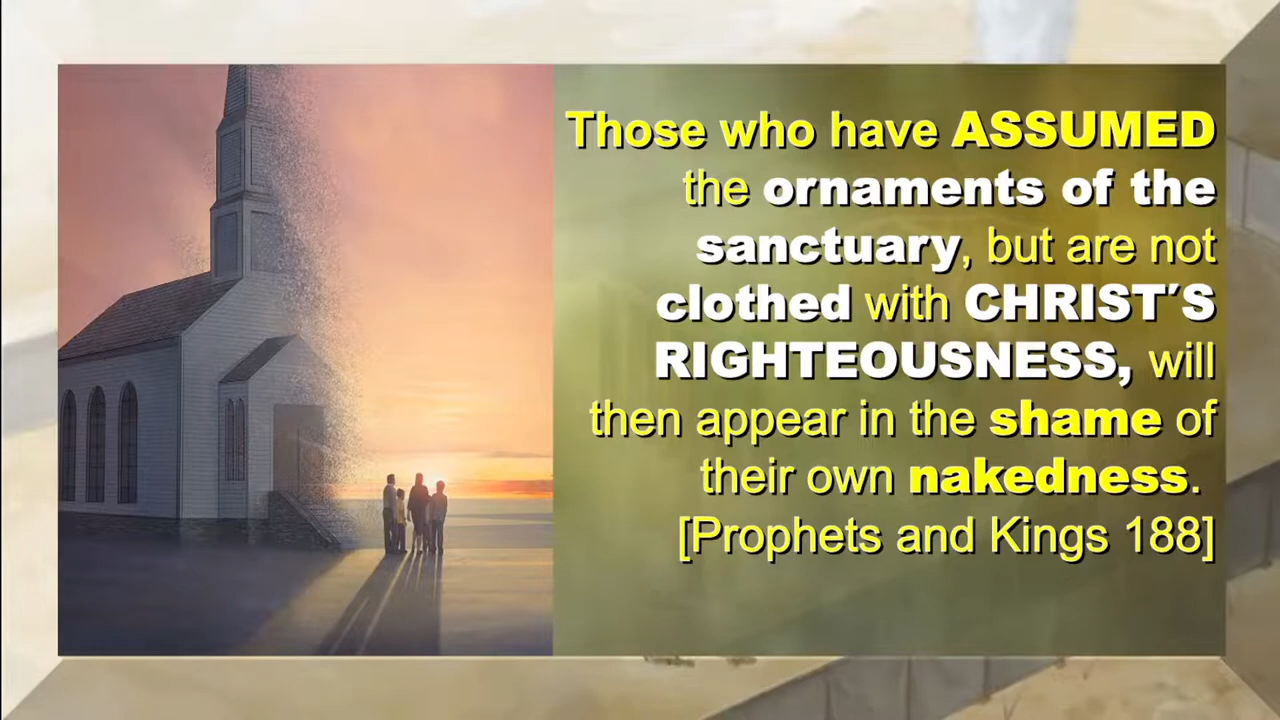 Those who have ASSUMED
the ornaments of the
sanctuary, but are not
clothed with CHRIST´S
RIGHTEOUSNESS, will
then appear in the shame of
their own nakedness.
[Prophets and Kings 188]